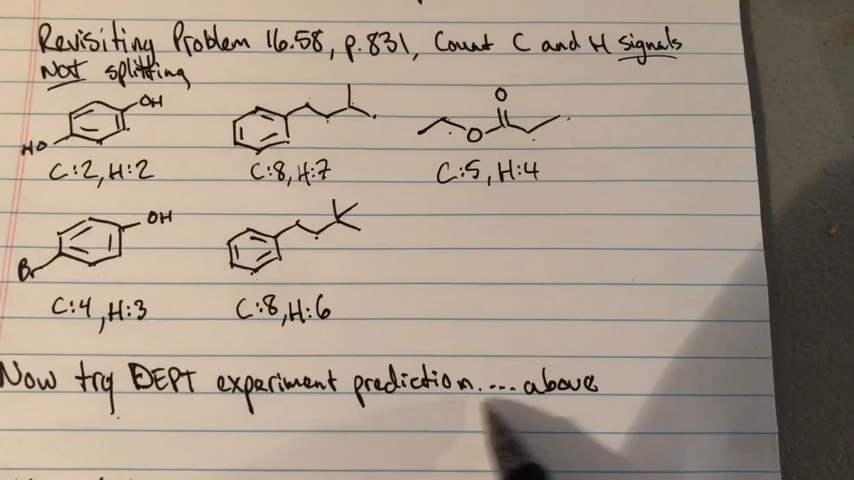 Revisiting Problem 16.58, p.831, Count C and H signals
Not splitting
OH
HO
O
O
C:2, H:2
C:8, H:7
C:5, H:4
OH
Br
C:4, H:3
C:8, H:6
Now try DEPT experiment prediction.... above